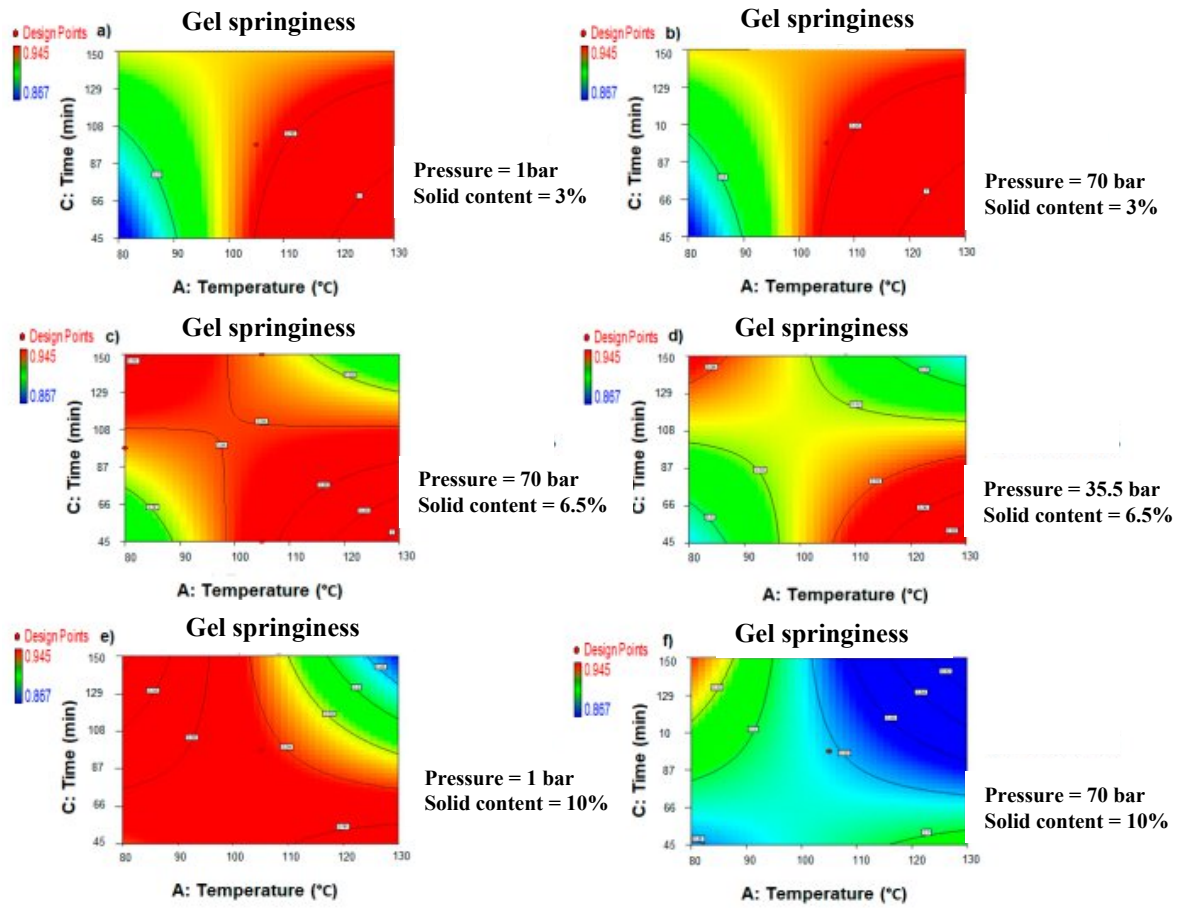 Gel springiness
Design Points
a)
0.945
0.867
C: Time (min)
150
129
108
87
66
45
80 90 100 110 120 130
A: Temperature (°C)
Pressure = 1bar
Solid content = 3%
Gel springiness
Design Points
b)
0.945
0.867
C: Time (min)
150
129
10
87
66
45
80 90 100 110 120 130
A: Temperature (°C)
Pressure = 70 bar
Solid content = 3%
Gel springiness
Design Points
c)
0.945
0.867
C: Time (min)
150
129
108
87
66
45
80 90 100 110 120 130
A: Temperature (°C)
Pressure = 70 bar
Solid content = 6.5%
Gel springiness
Design Points
d)
0.945
0.867
C: Time (min)
150
129
108
87
66
45
80 90 100 110 120 130
A: Temperature (°C)
Pressure = 35.5 bar
Solid content = 6.5%
Gel springiness
Design Points
e)
0.945
0.867
C: Time (min)
150
129
108
87
66
45
80 90 100 110 120 130
A: Temperature (°C)
Pressure = 1 bar
Solid content = 10%
Gel springiness
Design Points
f)
0.945
0.867
C: Time (min)
150
129
10
87
66
45
80 90 100 110 120 130
A: Temperature (°C)
Pressure = 70 bar
Solid content = 10%